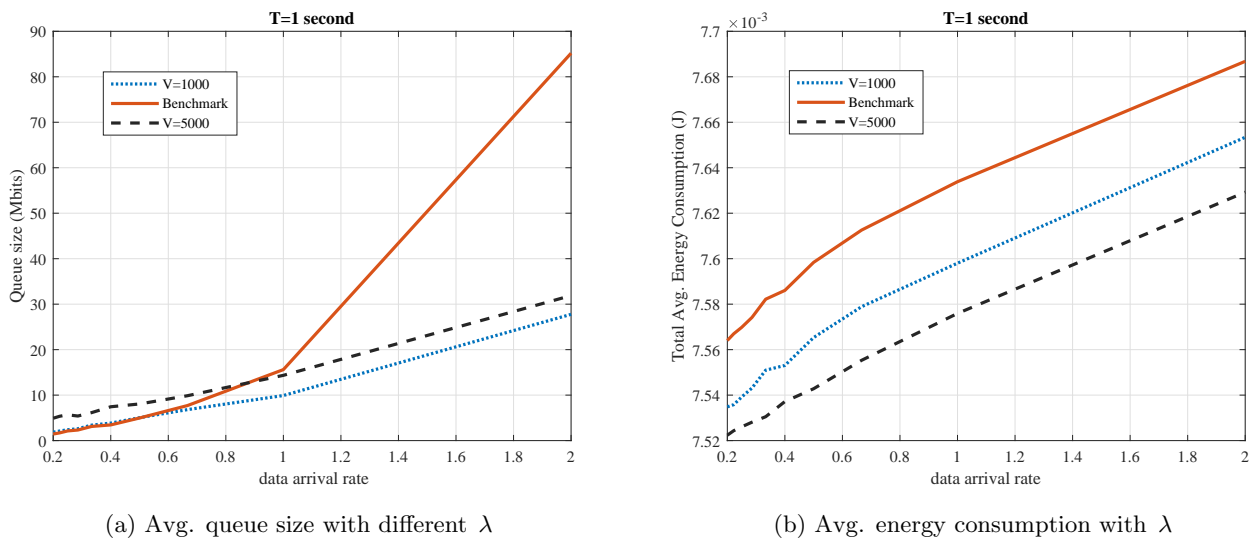 T=1 second
90
80
70
60
50
40
30
20
10
0
Queue size (Mbits)
V=1000
Benchmark
V=5000
0.2 0.4 0.6 0.8 1 1.2 1.4 1.6 1.8 2
data arrival rate
(a) Avg. queue size with different λ
T=1 second
×10⁻³
7.7
7.68
7.66
7.64
7.62
7.6
7.58
7.56
7.54
7.52
Total Avg. Energy Consumption (J)
V=1000
Benchmark
V=5000
0.2 0.4 0.6 0.8 1 1.2 1.4 1.6 1.8 2
data arrival rate
(b) Avg. energy consumption with λ